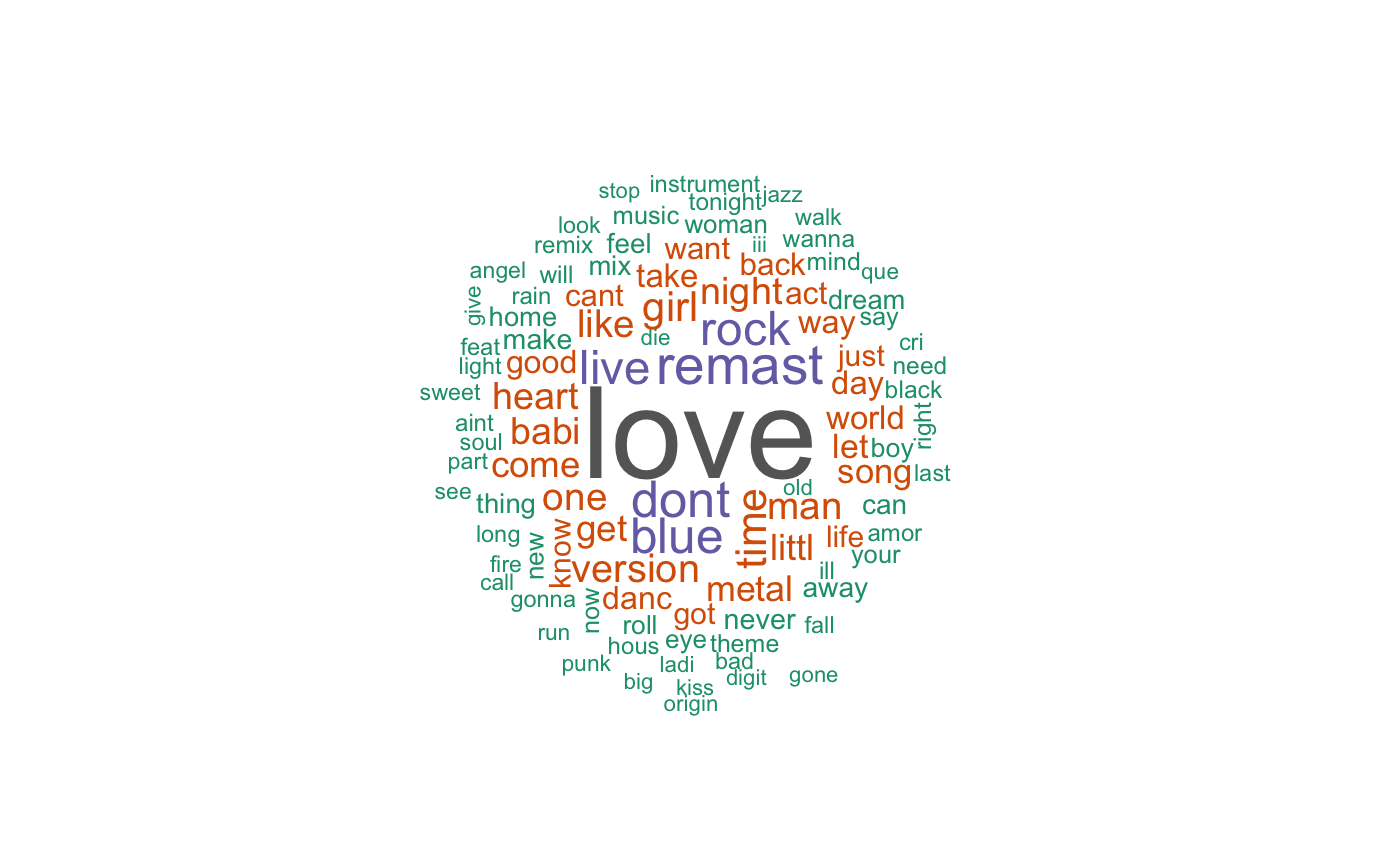 stop instrument
tonight jazz
look music woman walk
remix feel want iii wanna
angel will mix take back mind que
give rain cant girl night act dream
home like die rock way say
feat make cri
light good live remast just need
sweet heart love day black
aint babi world right
soul let boy
part come song last
see thing one dont old man can
long new know get blue time littl life amor
fire version ill your
call metal away
gonna now danc got never
run roll fall
hous eye theme
punk ladi bad
big kiss digit gone
origin